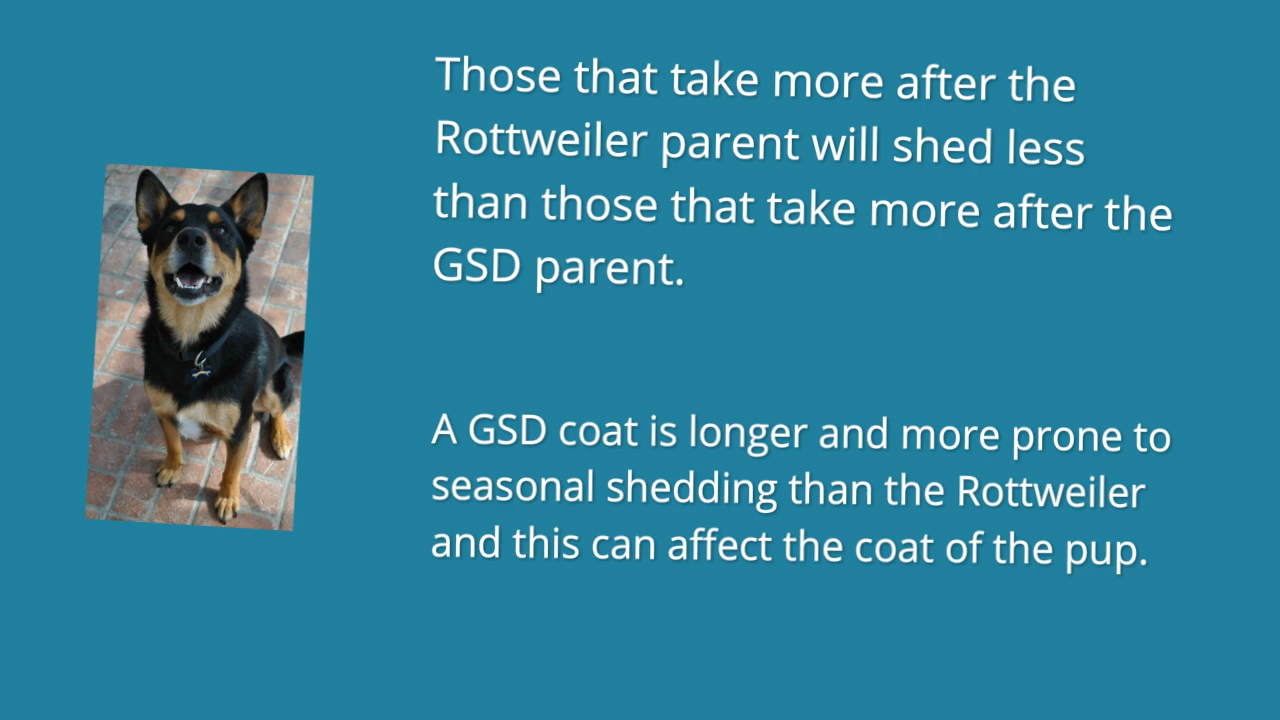 Those that take more after the
Rottweiler parent will shed less
than those that take more after the
GSD parent.
A GSD coat is longer and more prone to
seasonal shedding than the Rottweiler
and this can affect the coat of the pup.